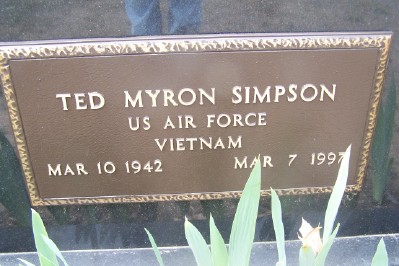 TED MYRON SIMPSON
US AIR FORCE
VIETNAM
MAR 10 1942 MAR 7 1997